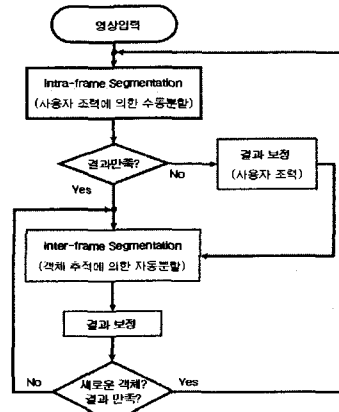 영상입력
Intra-frame Segmentation
(사용자 조력에 의한 수동분할)
결과만족?
No
결과 보정
(사용자 조력)
Yes
Inter-frame Segmentation
(객체 추적에 의한 자동분할)
결과 보정
No
새로운 객체?
결과 만족?
Yes